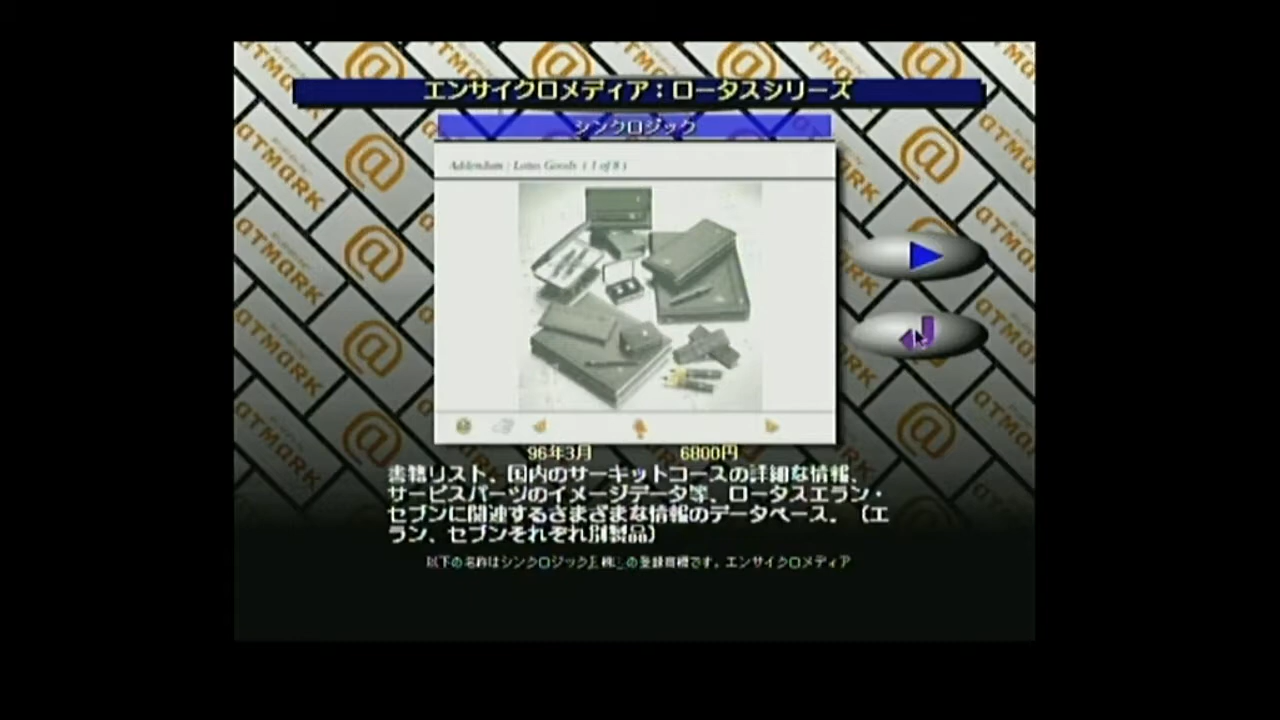 エンサイクロメディア:ロータスシリーズ
シンクロジック
Addendum : Lotus Goods ( 1 of 8 )
96年3月 6800円
書籍リスト、国内のサーキットコースの詳細な情報、
サービスパーツのイメージデータ等、ロータスエラン・
セブンに関連するさまざまな情報のデータベース。(エ
ラン、セブンそれぞれ別製品)
以下の名称はシンクロジック の登録商標です。エンサイクロメディア
@ ATMARK